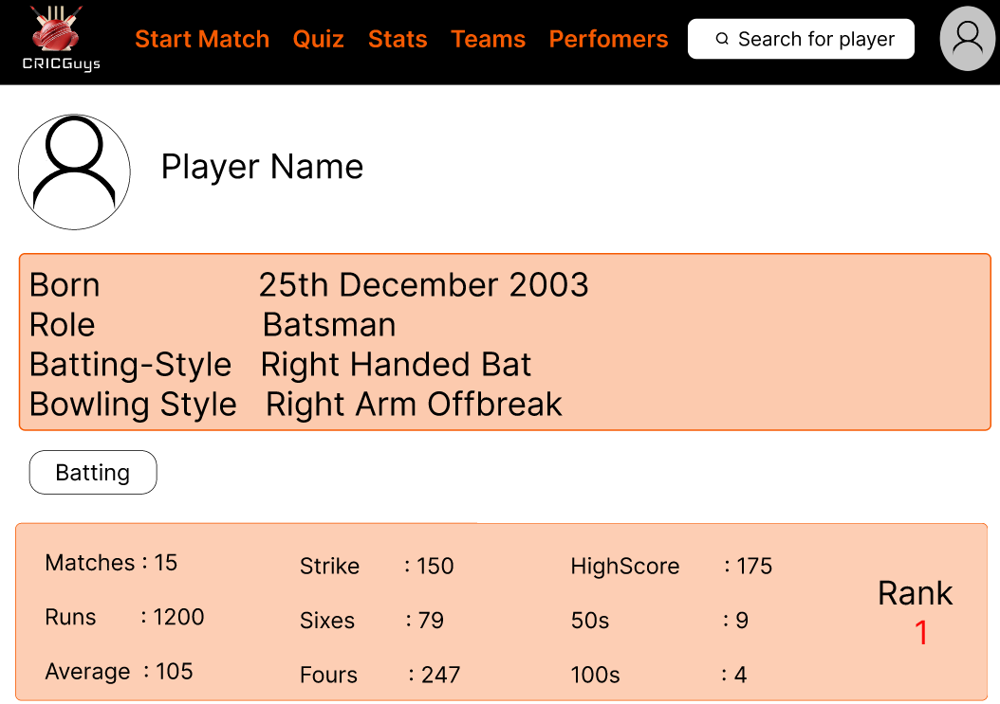 CRICGuys
Start Match Quiz Stats Teams Perfomers Search for player
Player Name
Born 25th December 2003
Role Batsman
Batting-Style Right Handed Bat
Bowling Style Right Arm Offbreak
Batting
Matches : 15 Strike : 150 HighScore : 175
Runs : 1200 Sixes : 79 50s : 9
Average : 105 Fours : 247 100s : 4
Rank
1